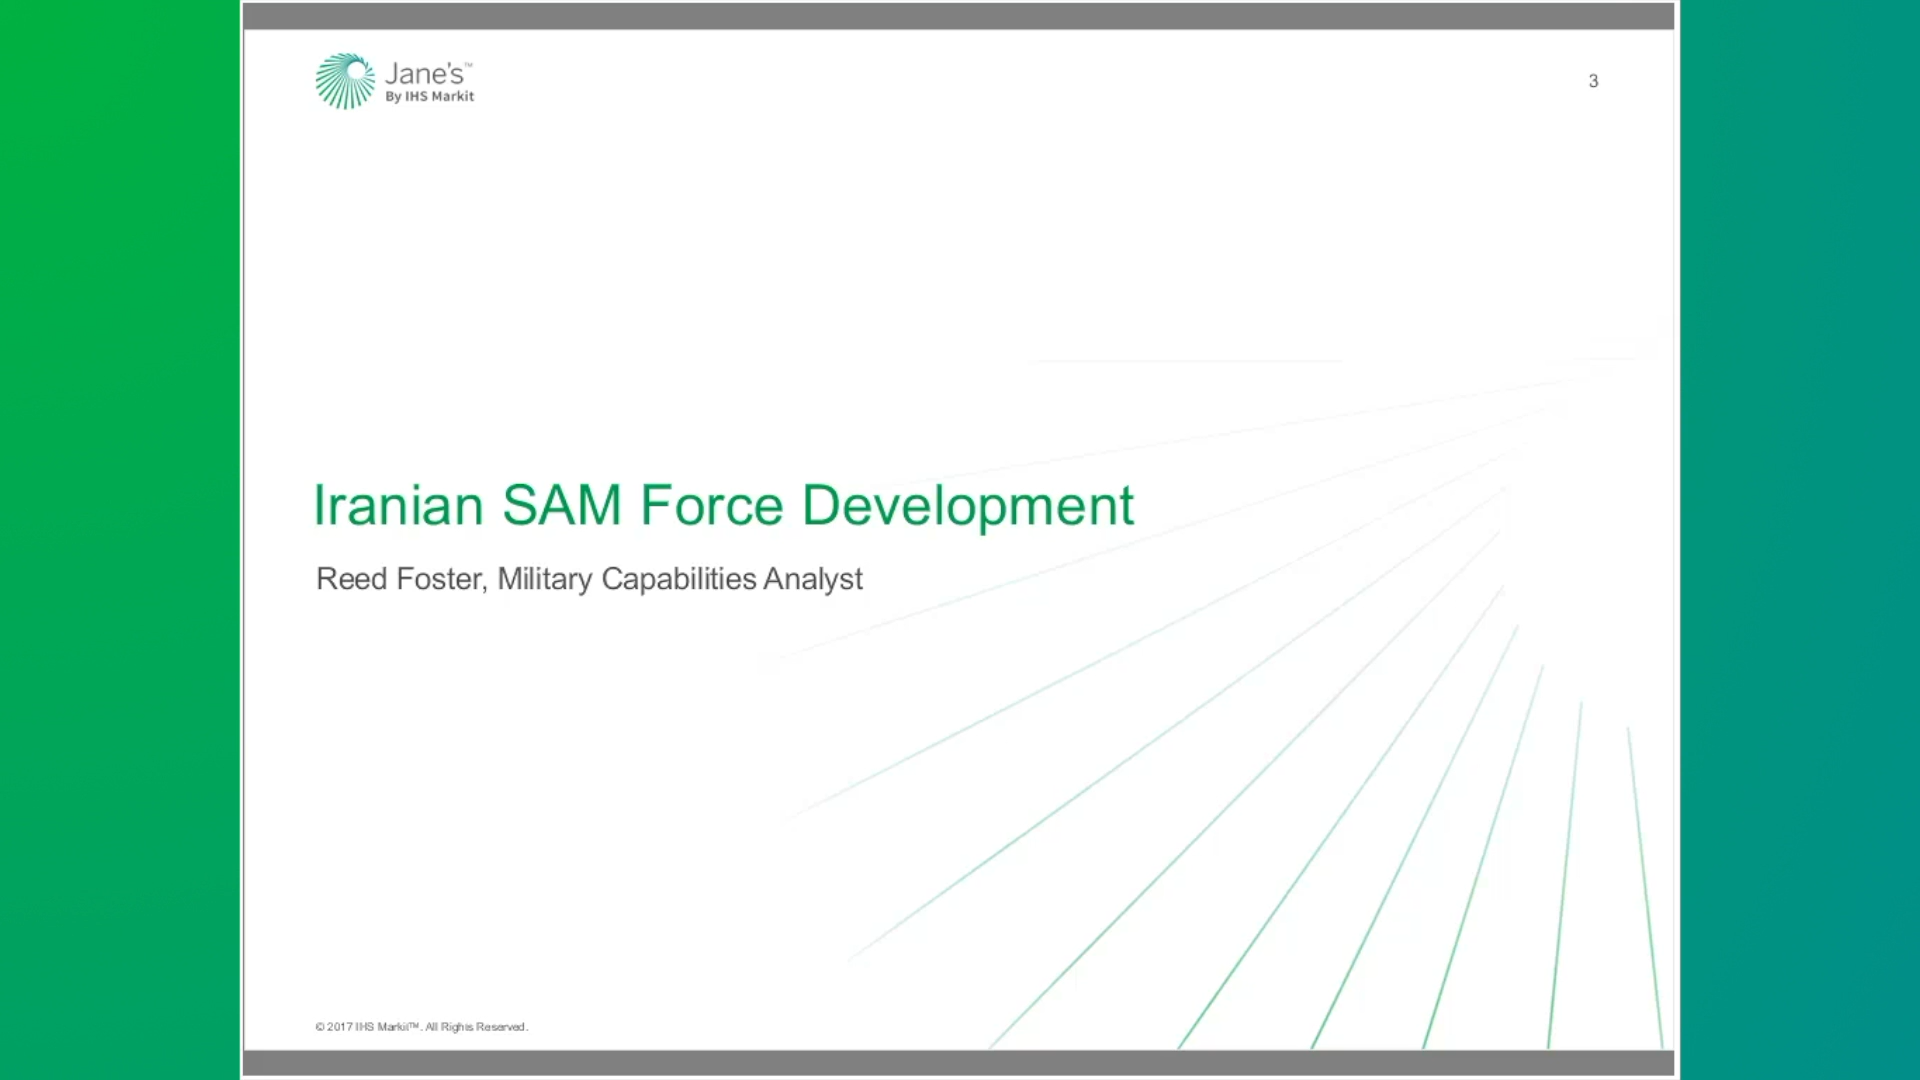 Jane's™
By IHS Markit
3
Iranian SAM Force Development
Reed Foster, Military Capabilities Analyst
© 2017 IHS Markit™. All Rights Reserved.